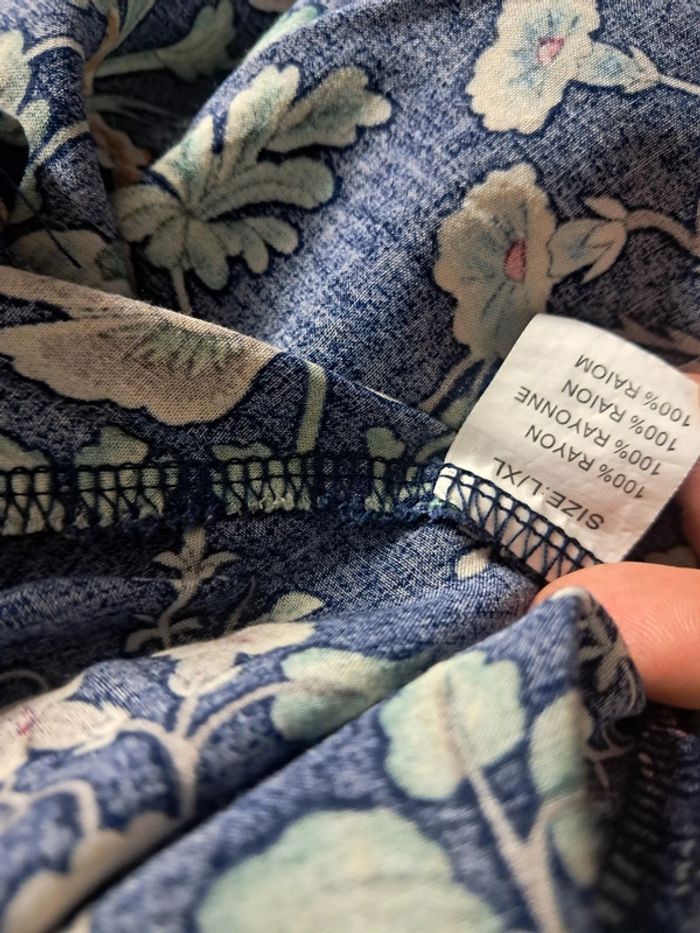 SIZE:L/XL
100% RAYON
100% RAYONNE
100% RAION
100% RAIOM